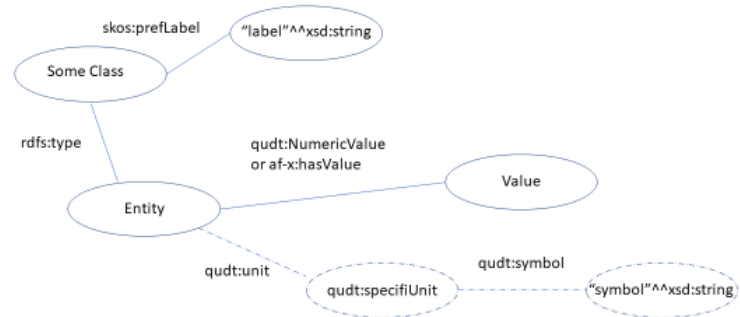 skos:prefLabel
“label”^^xsd:string
Some Class
rdfs:type
qudt:NumericValue
or af-x:hasValue
Value
Entity
qudt:unit
qudt:symbol
qudt:specifiUnit
“symbol”^^xsd:string